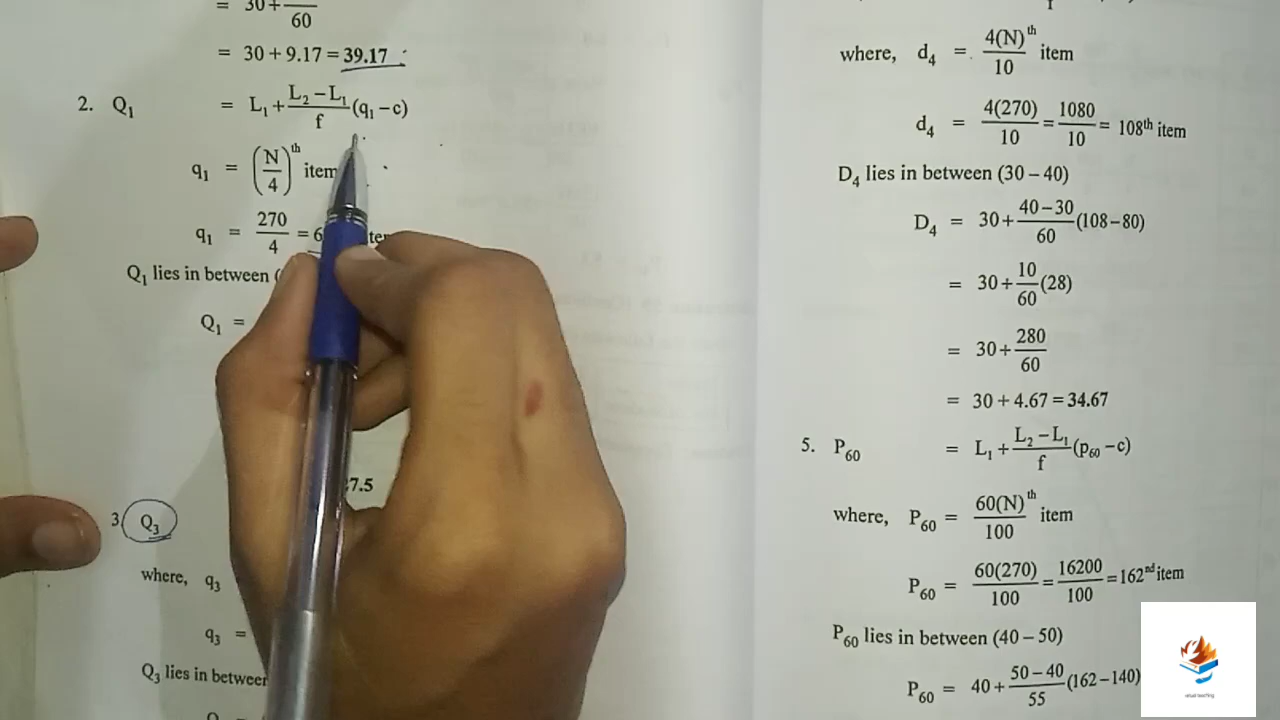 = 30 +
60
= 30 + 9.17 = 39.17
2. Q₁ = L₁ + (L₂ – L₁)/f (q₁ – c)
q₁ = (N/4)ᵗʰ item
q₁ = 270/4 =
Q₁ lies in between (
Q₁ =
7.5
3 Q₃
where, q₃
q₃ =
Q₃ lies in between
where, d₄ = 4(N)/10 ᵗʰ item
d₄ = 4(270)/10 = 1080/10 = 108ᵗʰ item
D₄ lies in between (30 – 40)
D₄ = 30 + (40 – 30)/60 (108 – 80)
= 30 + 10/60 (28)
= 30 + 280/60
= 30 + 4.67 = 34.67
5. P₆₀ = L₁ + (L₂ – L₁)/f (p₆₀ – c)
where, P₆₀ = 60(N)/100 ᵗʰ item
P₆₀ = 60(270)/100 = 16200/100 = 162ⁿᵈ item
P₆₀ lies in between (40 – 50)
P₆₀ = 40 + (50 – 40)/55 (162 – 140)